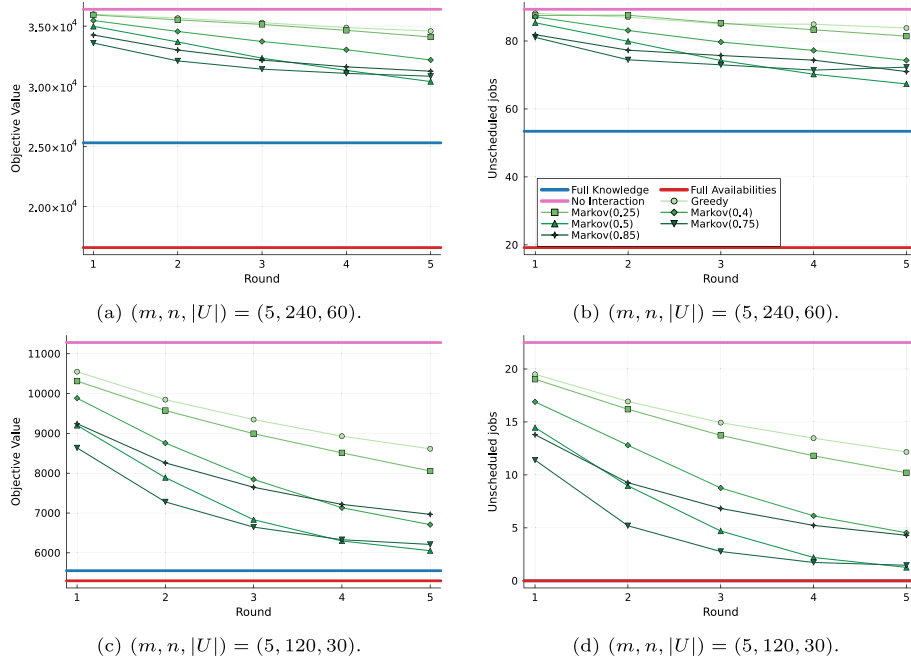 3.50×10⁴
3.00×10⁴
2.50×10⁴
2.00×10⁴
Objective Value
1 2 3 4 5
Round
(a) (m, n, |U|) = (5, 240, 60).
80
60
40
20
Unscheduled jobs
Full Knowledge Full Availabilities
No Interaction Greedy
Markov(0.25) Markov(0.4)
Markov(0.5) Markov(0.75)
Markov(0.85)
1 2 3 4 5
Round
(b) (m, n, |U|) = (5, 240, 60).
11000
10000
9000
8000
7000
6000
Objective Value
1 2 3 4 5
Round
(c) (m, n, |U|) = (5, 120, 30).
20
15
10
5
0
Unscheduled jobs
1 2 3 4 5
Round
(d) (m, n, |U|) = (5, 120, 30).